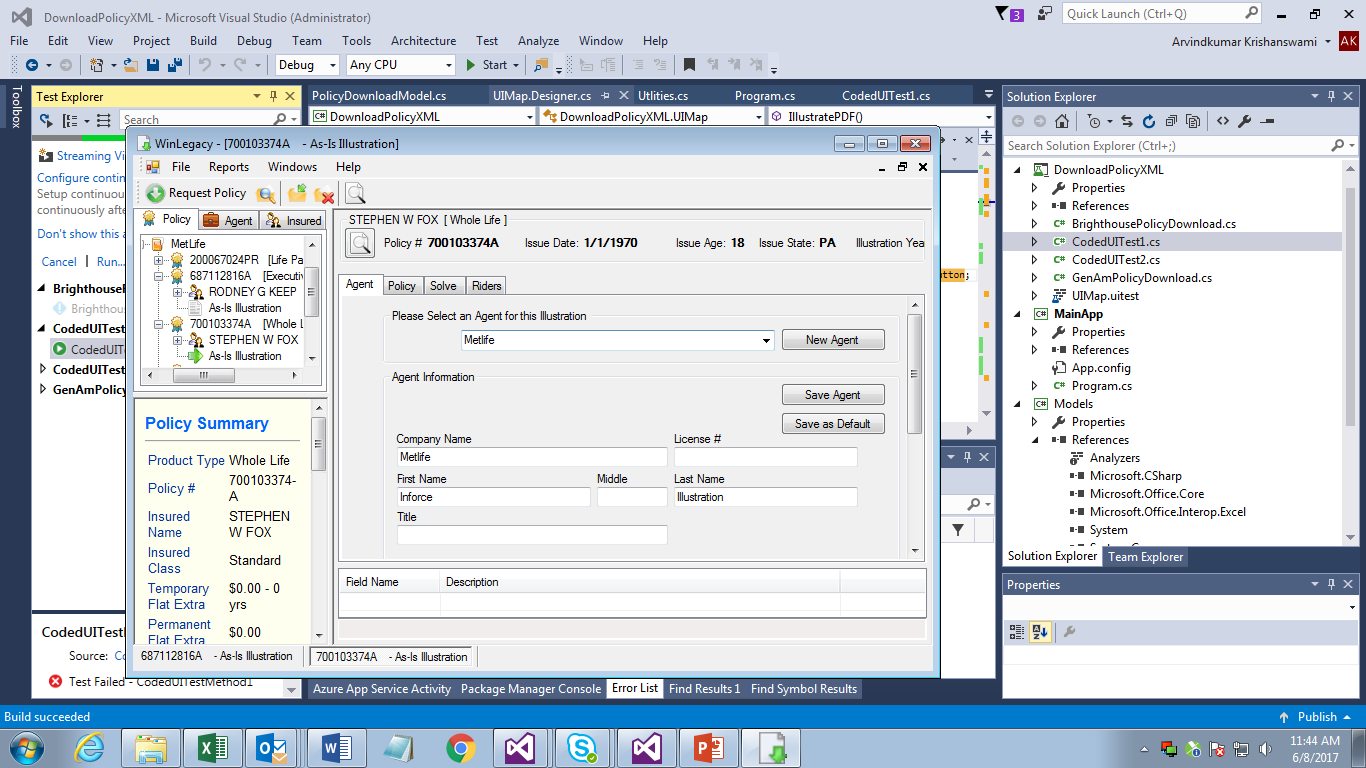 DownloadPolicyXML - Microsoft Visual Studio (Administrator)
3
Quick Launch (Ctrl+Q)
File Edit View Project Build Debug Team Tools Architecture Test Analyze Window Help
Arvindkumar Krishanswami AK
Debug Any CPU Start
Toolbox
Test Explorer
Search
Streaming Vi
Configure contin
Setup continuou
continuously afte
Don't show this a
Cancel | Run...
BrighthouseP
Brighthous
CodedUITest
CodedUITe
CodedUITest
GenAmPolicy
CodedUITest
Source: Co
Test Failed - CodedUITestMethod1
PolicyDownloadModel.cs UIMap.Designer.cs Utlities.cs Program.cs CodedUITest1.cs
DownloadPolicyXML DownloadPolicyXML.UIMap IllustratePDF()
utton;
WinLegacy - [700103374A - As-Is Illustration]
File Reports Windows Help
Request Policy
Policy Agent Insured
MetLife
200067024PR [Life Pa
687112816A [Executiv
RODNEY G KEEP
As-Is Illustration
700103374A [Whole L
STEPHEN W FOX
As-Is Illustration
Policy Summary
Product Type Whole Life
Policy # 700103374-
A
Insured Name STEPHEN W FOX
Insured Class Standard
Temporary Flat Extra $0.00 - 0 yrs
Permanent Flat Extra $0.00
STEPHEN W FOX [ Whole Life ]
Policy # 700103374A Issue Date: 1/1/1970 Issue Age: 18 Issue State: PA Illustration Yea
Agent Policy Solve Riders
Please Select an Agent for this Illustration
Metlife New Agent
Agent Information
Save Agent
Save as Default
Company Name License #
Metlife
First Name Middle Last Name
Inforce Illustration
Title
Field Name Description
687112816A - As-Is Illustration 700103374A - As-Is Illustration
Azure App Service Activity Package Manager Console Error List Find Results 1 Find Symbol Results
Solution Explorer
Search Solution Explorer (Ctrl+;)
DownloadPolicyXML
Properties
References
C# BrighthousePolicyDownload.cs
C# CodedUITest1.cs
C# CodedUITest2.cs
C# GenAmPolicyDownload.cs
UIMap.uitest
C# MainApp
Properties
References
App.config
C# Program.cs
C# Models
Properties
References
Analyzers
Microsoft.CSharp
Microsoft.Office.Core
Microsoft.Office.Interop.Excel
System
Solution Explorer Team Explorer
Properties
Build succeeded
Publish
11:44 AM
6/8/2017